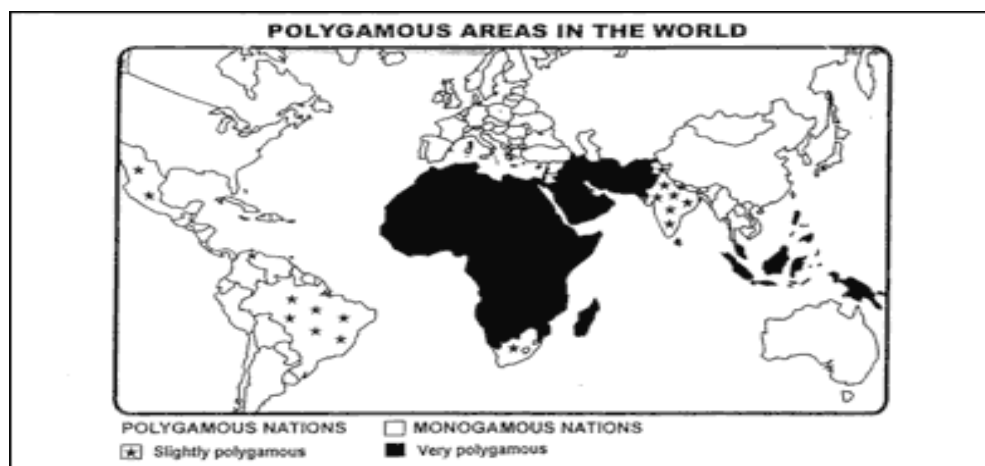 POLYGAMOUS AREAS IN THE WORLD
POLYGAMOUS NATIONS MONOGAMOUS NATIONS
Slightly polygamous Very polygamous